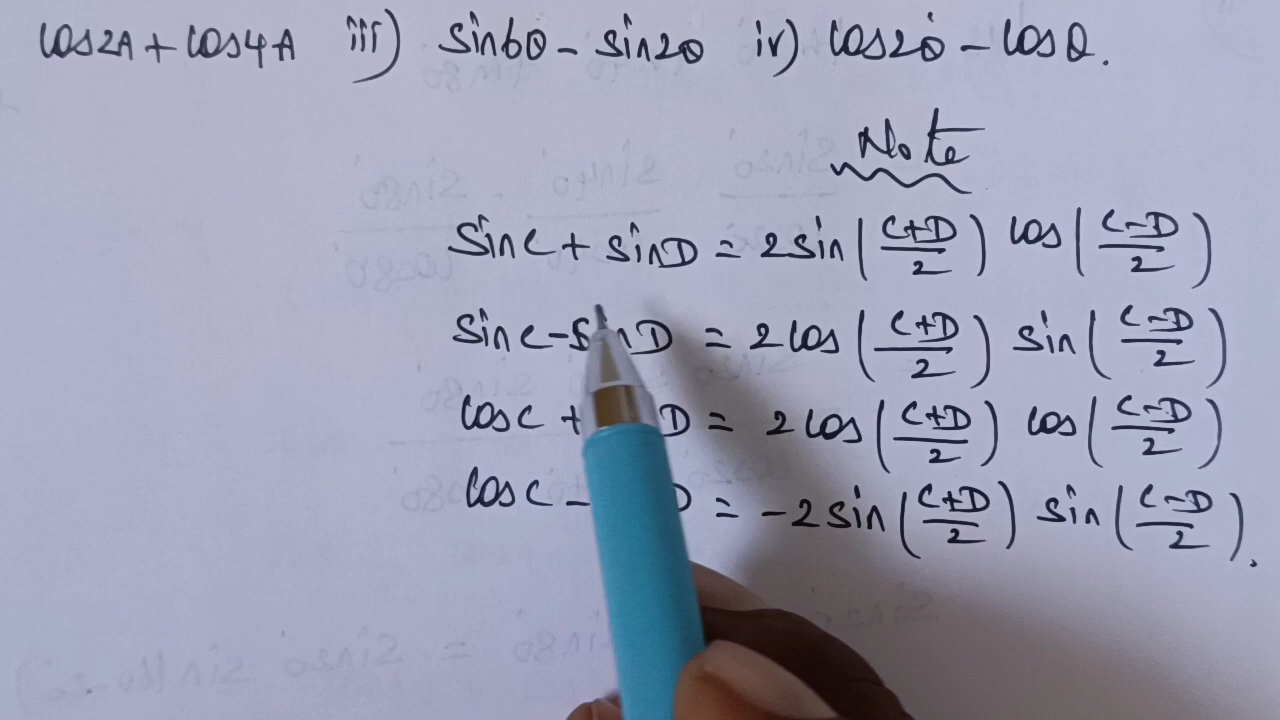 cos2A + cos4A iii) sin6θ - sin2θ iv) cos2θ - cosθ.
Note
sinC + sinD = 2sin(C+D/2) cos(C-D/2)
sinC - sinD = 2cos(C+D/2) sin(C-D/2)
cosC + D = 2cos(C+D/2) cos(C-D/2)
cosC - D = -2sin(C+D/2) sin(C-D/2).